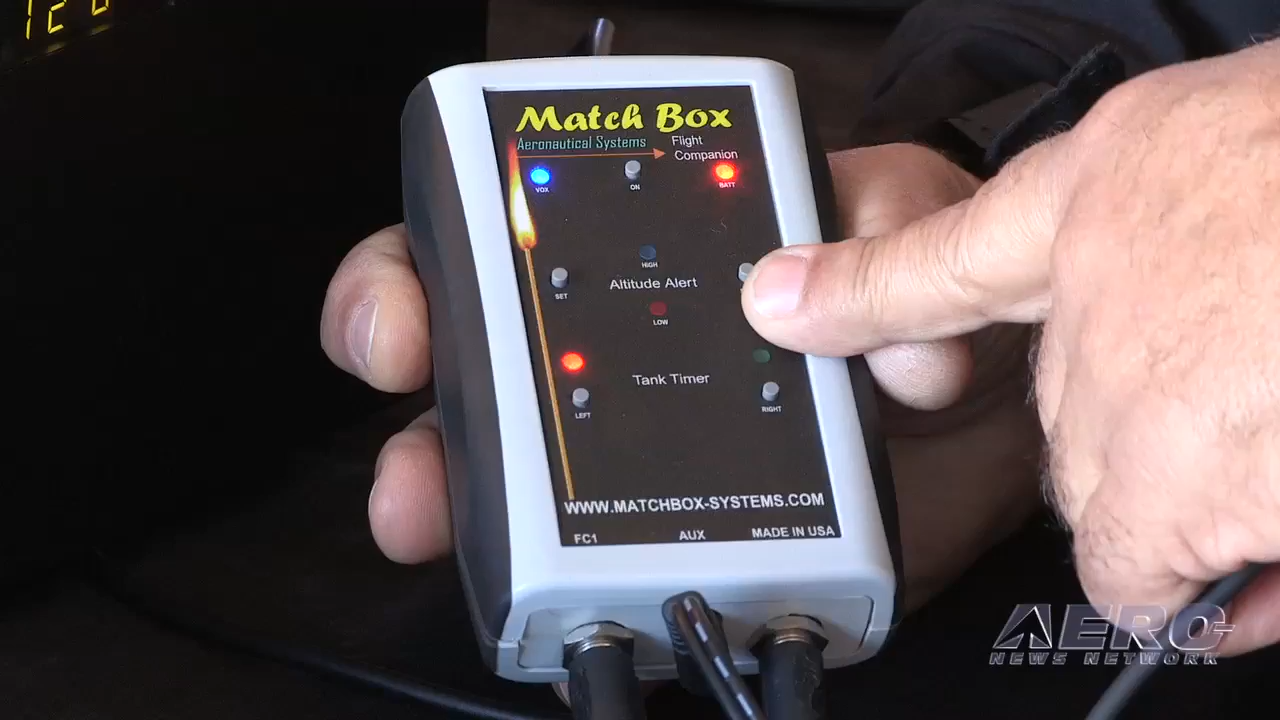 Match Box
Aeronautical Systems
Flight
Companion
VOX
ON
BATT
HIGH
SET
Altitude Alert
LOW
Tank Timer
LEFT
RIGHT
WWW.MATCHBOX-SYSTEMS.COM
FC1 AUX MADE IN USA
AERO
NEWS NETWORK